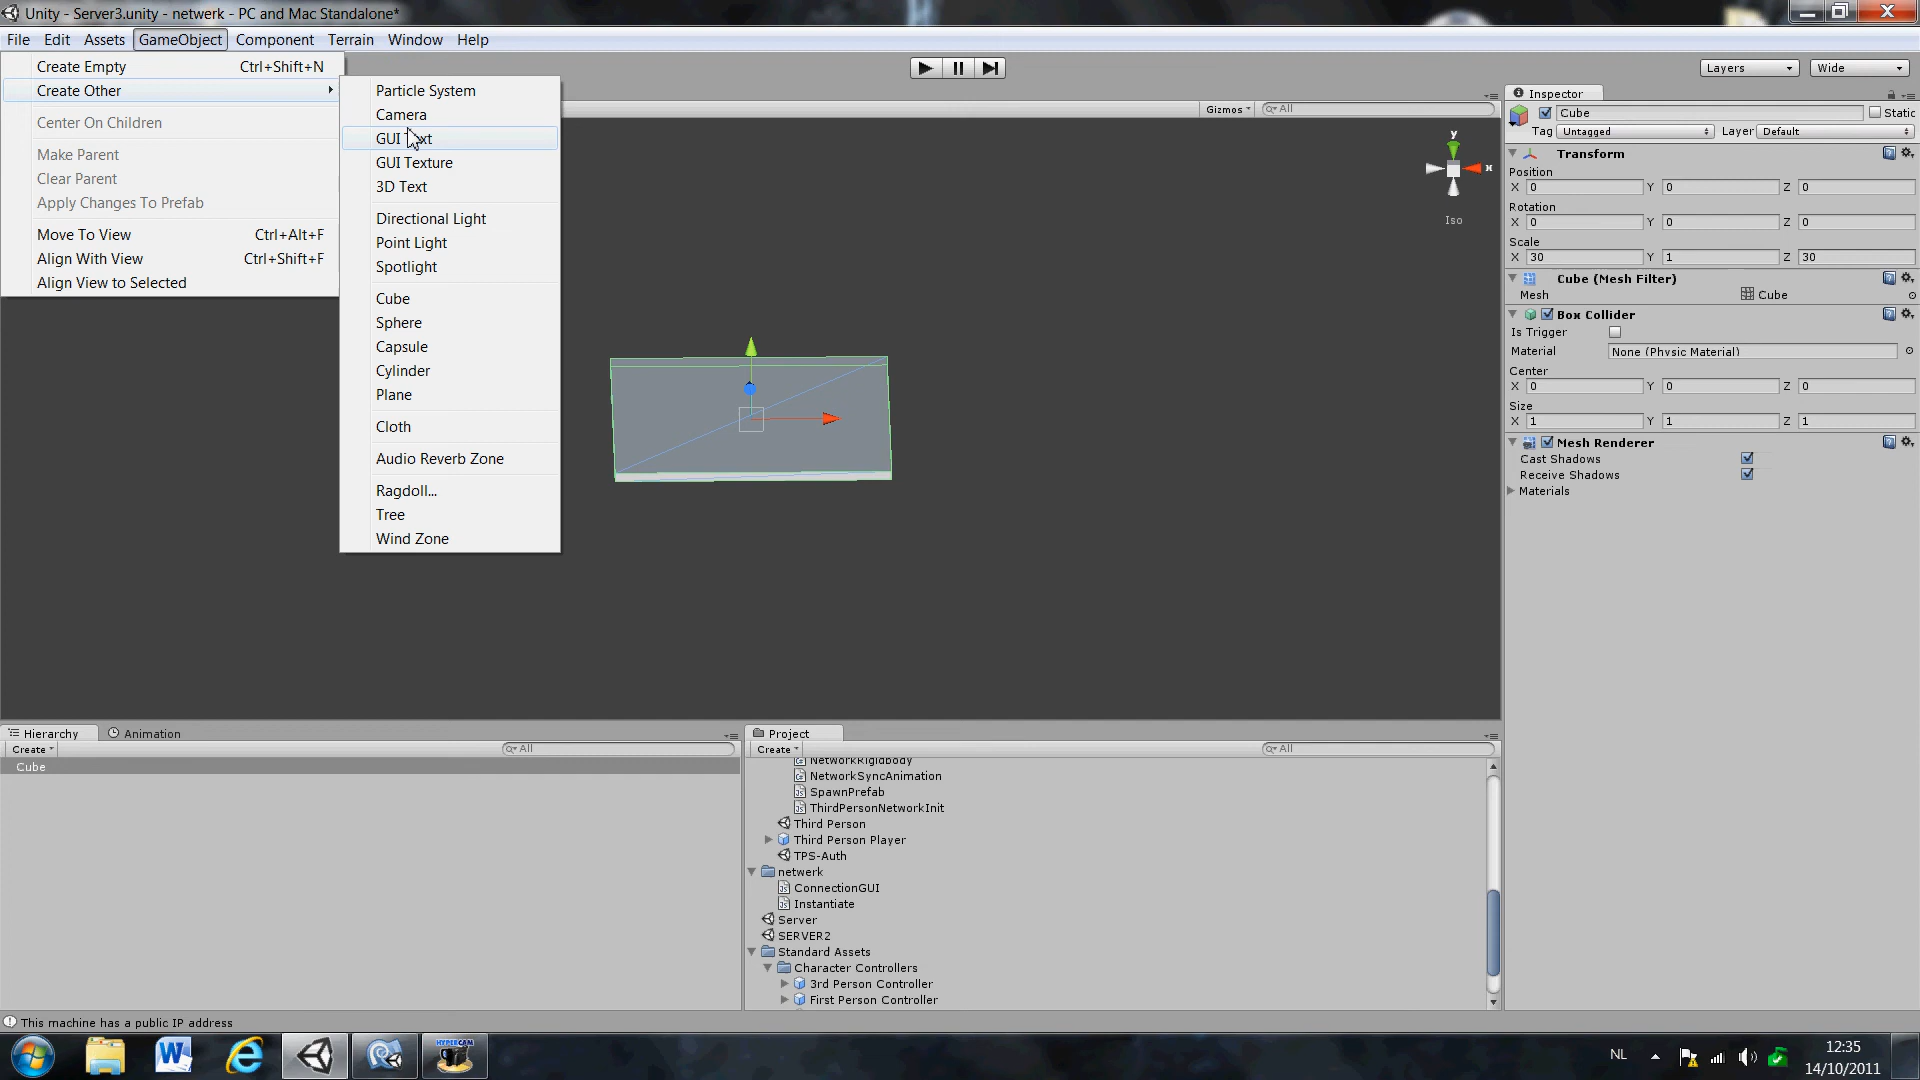 Unity - Server3.unity - netwerk - PC and Mac Standalone*
File Edit Assets GameObject Component Terrain Window Help
Create Empty Ctrl+Shift+N
Create Other
Center On Children
Make Parent
Clear Parent
Apply Changes To Prefab
Move To View Ctrl+Alt+F
Align With View Ctrl+Shift+F
Align View to Selected
Particle System
Camera
GUI Text
GUI Texture
3D Text
Directional Light
Point Light
Spotlight
Cube
Sphere
Capsule
Cylinder
Plane
Cloth
Audio Reverb Zone
Ragdoll...
Tree
Wind Zone
Layers Wide
Gizmos All
y
x
Iso
Inspector
Cube Static
Tag Untagged Layer Default
Transform
Position
X 0 Y 0 Z 0
Rotation
X 0 Y 0 Z 0
Scale
X 30 Y 1 Z 30
Cube (Mesh Filter)
Mesh Cube
Box Collider
Is Trigger
Material None (Physic Material)
Center
X 0 Y 0 Z 0
Size
X 1 Y 1 Z 1
Mesh Renderer
Cast Shadows
Receive Shadows
Materials
Hierarchy Animation
Create All
Cube
Project
Create All
NetworkRigidbody
NetworkSyncAnimation
SpawnPrefab
ThirdPersonNetworkInit
Third Person
Third Person Player
TPS-Auth
netwerk
ConnectionGUI
Instantiate
Server
SERVER2
Standard Assets
Character Controllers
3rd Person Controller
First Person Controller
This machine has a public IP address
HYPERCAM
NL
12:35
14/10/2011